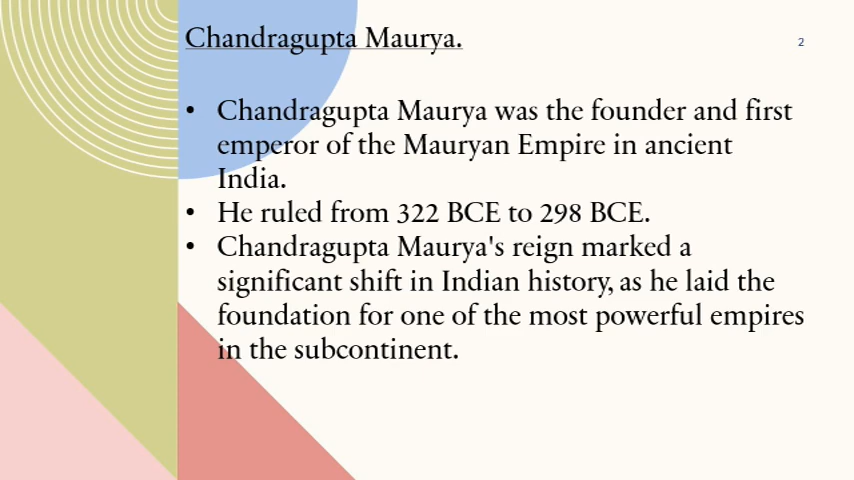 Chandragupta Maurya.
2
• Chandragupta Maurya was the founder and first
emperor of the Mauryan Empire in ancient
India.
• He ruled from 322 BCE to 298 BCE.
• Chandragupta Maurya's reign marked a
significant shift in Indian history, as he laid the
foundation for one of the most powerful empires
in the subcontinent.